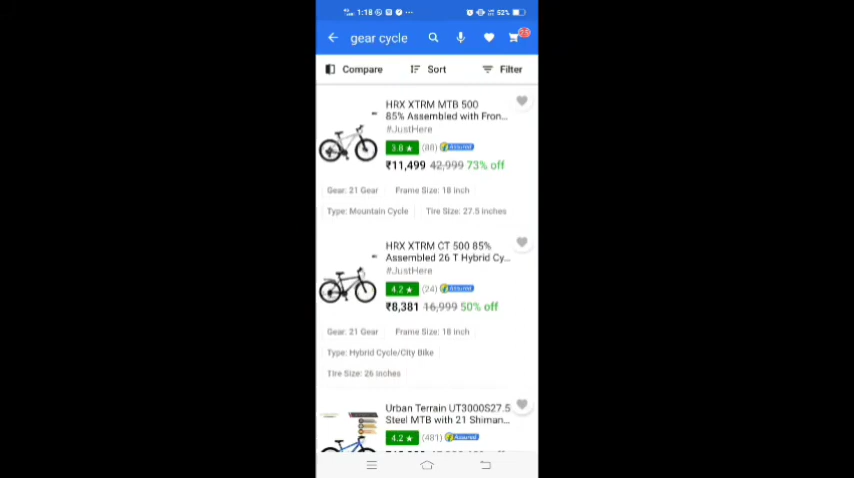 1:18 52%
gear cycle
Compare Sort Filter
HRX XTRM MTB 500
85% Assembled with Fron...
#JustHere
3.8 ★ (86) Assured
₹11,499 42,999 73% off
Gear: 21 Gear Frame Size: 18 inch
Type: Mountain Cycle Tire Size: 27.5 inches
HRX XTRM CT 500 85%
Assembled 26 T Hybrid Cy...
#JustHere
4.2 ★ (24) Assured
₹8,381 16,999 50% off
Gear: 21 Gear Frame Size: 18 inch
Type: Hybrid Cycle/City Bike
Tire Size: 26 inches
Urban Terrain UT3000S27.5
Steel MTB with 21 Shiman...
4.2 ★ (481) Assured